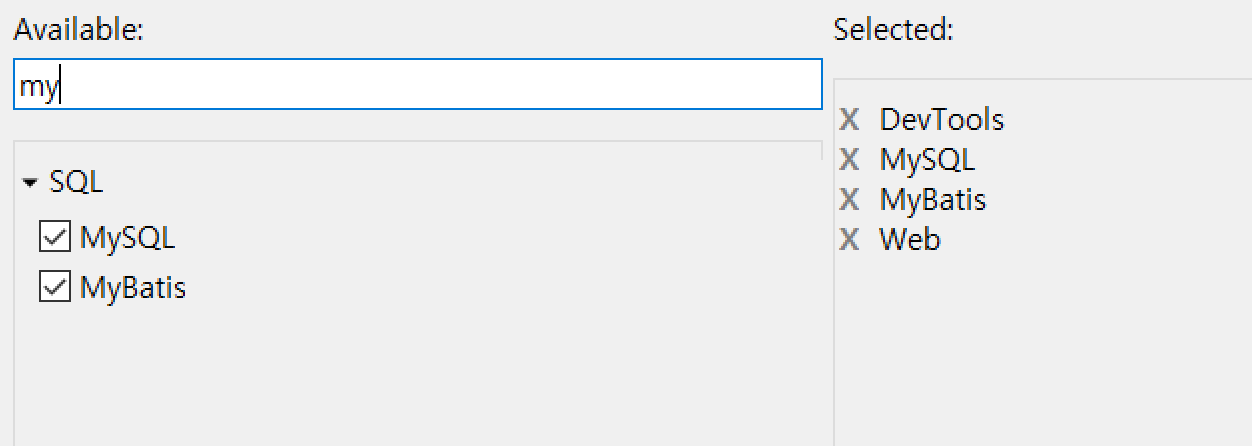 Available:
my
SQL
MySQL
MyBatis
Selected:
X DevTools
X MySQL
X MyBatis
X Web